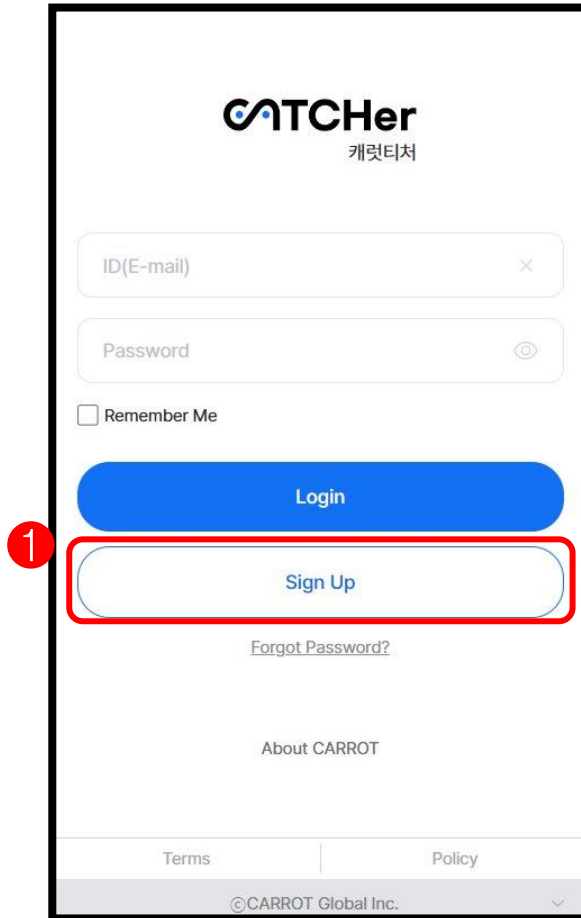 CATCHer
캐럿티처
ID(E-mail)
Password
Remember Me
Login
1
Sign Up
Forgot Password?
About CARROT
Terms Policy
ⓒCARROT Global Inc.